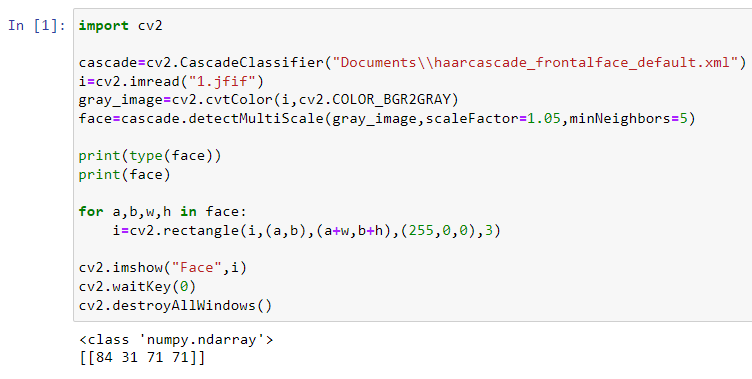 In [1]: import cv2
cascade=cv2.CascadeClassifier("Documents\\haarcascade_frontalface_default.xml")
i=cv2.imread("1.jfif")
gray_image=cv2.cvtColor(i,cv2.COLOR_BGR2GRAY)
face=cascade.detectMultiScale(gray_image,scaleFactor=1.05,minNeighbors=5)
print(type(face))
print(face)
for a,b,w,h in face:
    i=cv2.rectangle(i,(a,b),(a+w,b+h),(255,0,0),3)
cv2.imshow("Face",i)
cv2.waitKey(0)
cv2.destroyAllWindows()
<class 'numpy.ndarray'>
[[84 31 71 71]]